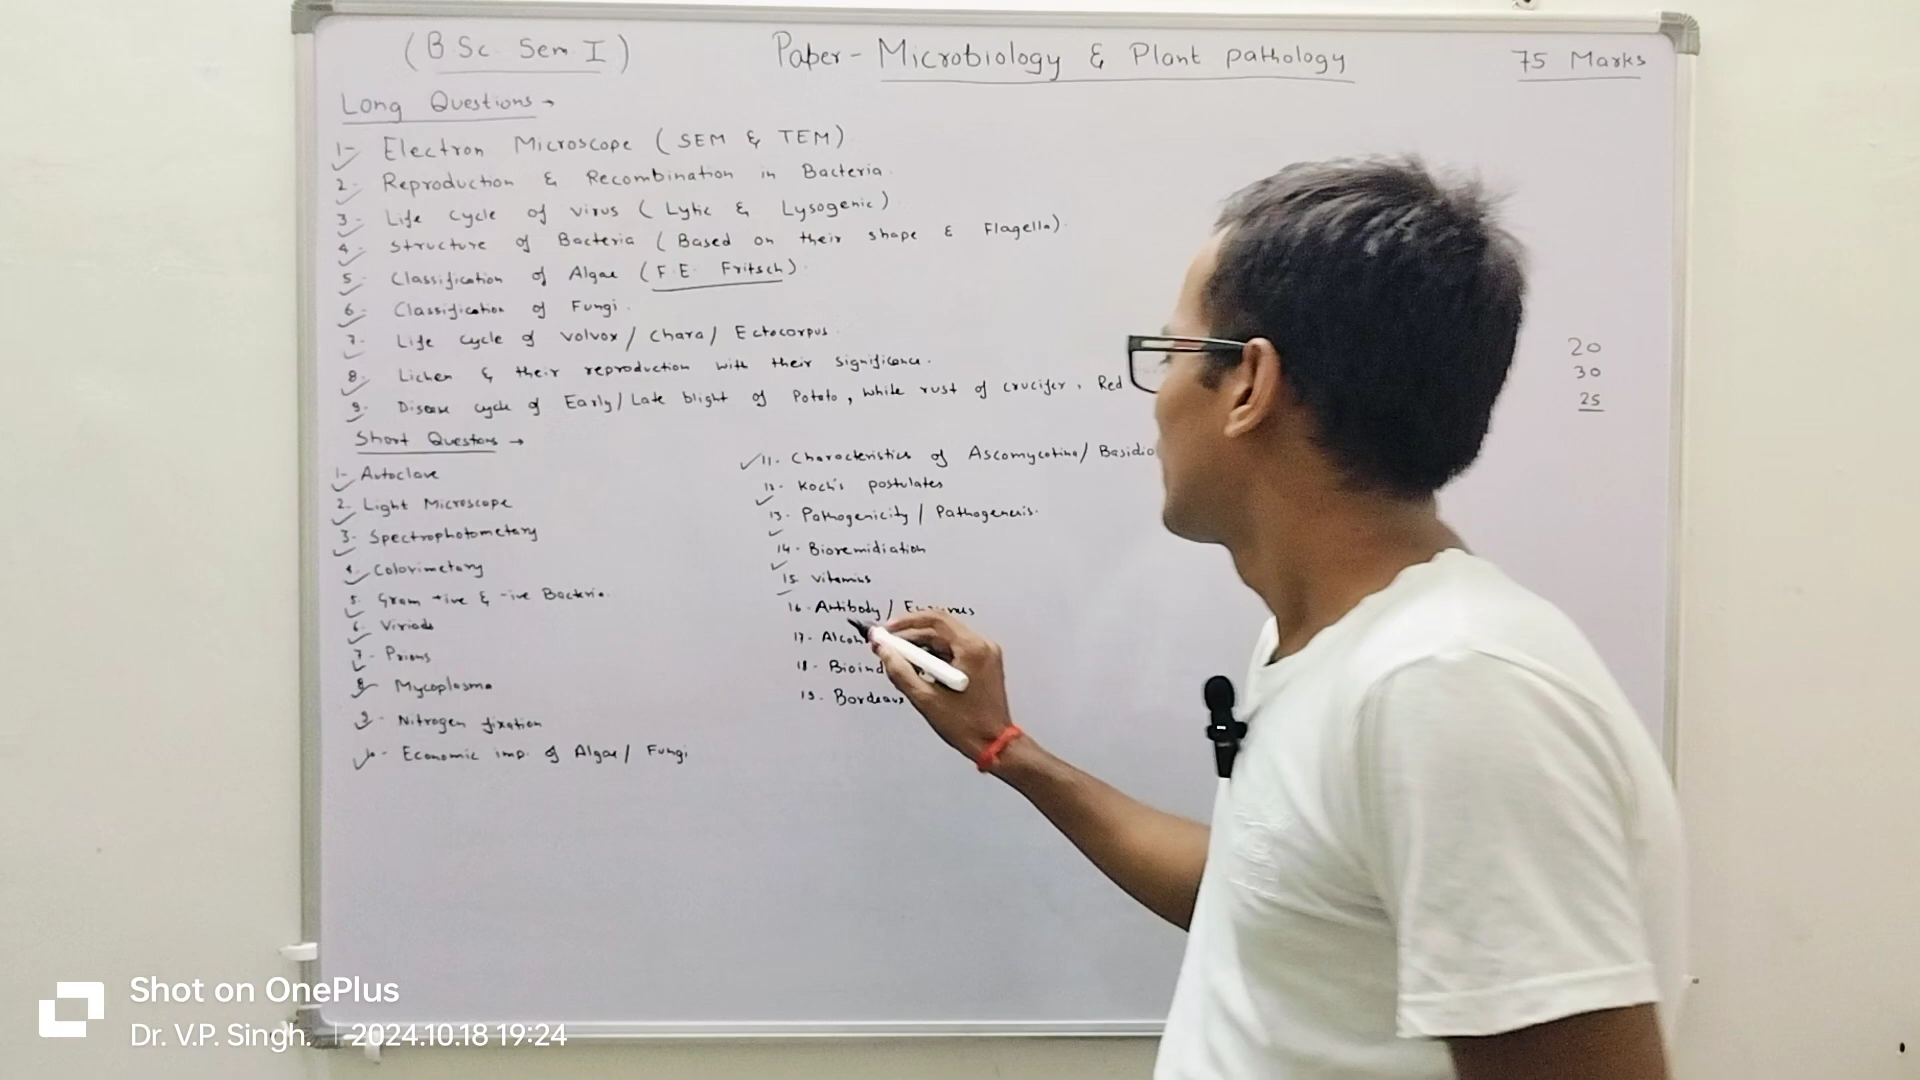 (B.Sc. Sem I)
Paper - Microbiology & Plant pathology
75 Marks
Long Questions →
1- Electron Microscope (SEM & TEM)
2- Reproduction & Recombination in Bacteria
3- Life cycle of virus (Lytic & Lysogenic)
4- Structure of Bacteria (Based on their shape & Flagella).
5- Classification of Algae (F.E. Fritsch)
6- Classification of Fungi.
7- Life cycle of Volvox/ Chara/ Ectocorpus
8- Lichen & their reproduction with their significance.
9- Disease cycle of Early/Late blight of Potato, White rust of crucifer, Red
20
30
25
Short Questions →
1- Autoclave
2- Light Microscope
3- Spectrophotometary
4- Colorimetary
5- Gram +ive & -ive Bacteria
6- Viriods
7- Prions
8- Mycoplasma
9- Nitrogen fixation
10- Economic imp. of Algae/ Fungi
11- Characteristics of Ascomycotina/ Basidio
12- Koch's postulates
13- Pathogenicity/ Pathogenesis.
14- Bioremidiation
15- Vitamins
16- Antibody/
17-
18-
19- Bordeaux
Shot on OnePlus
Dr. V.P. Singh. | 2024.10.18 19:24